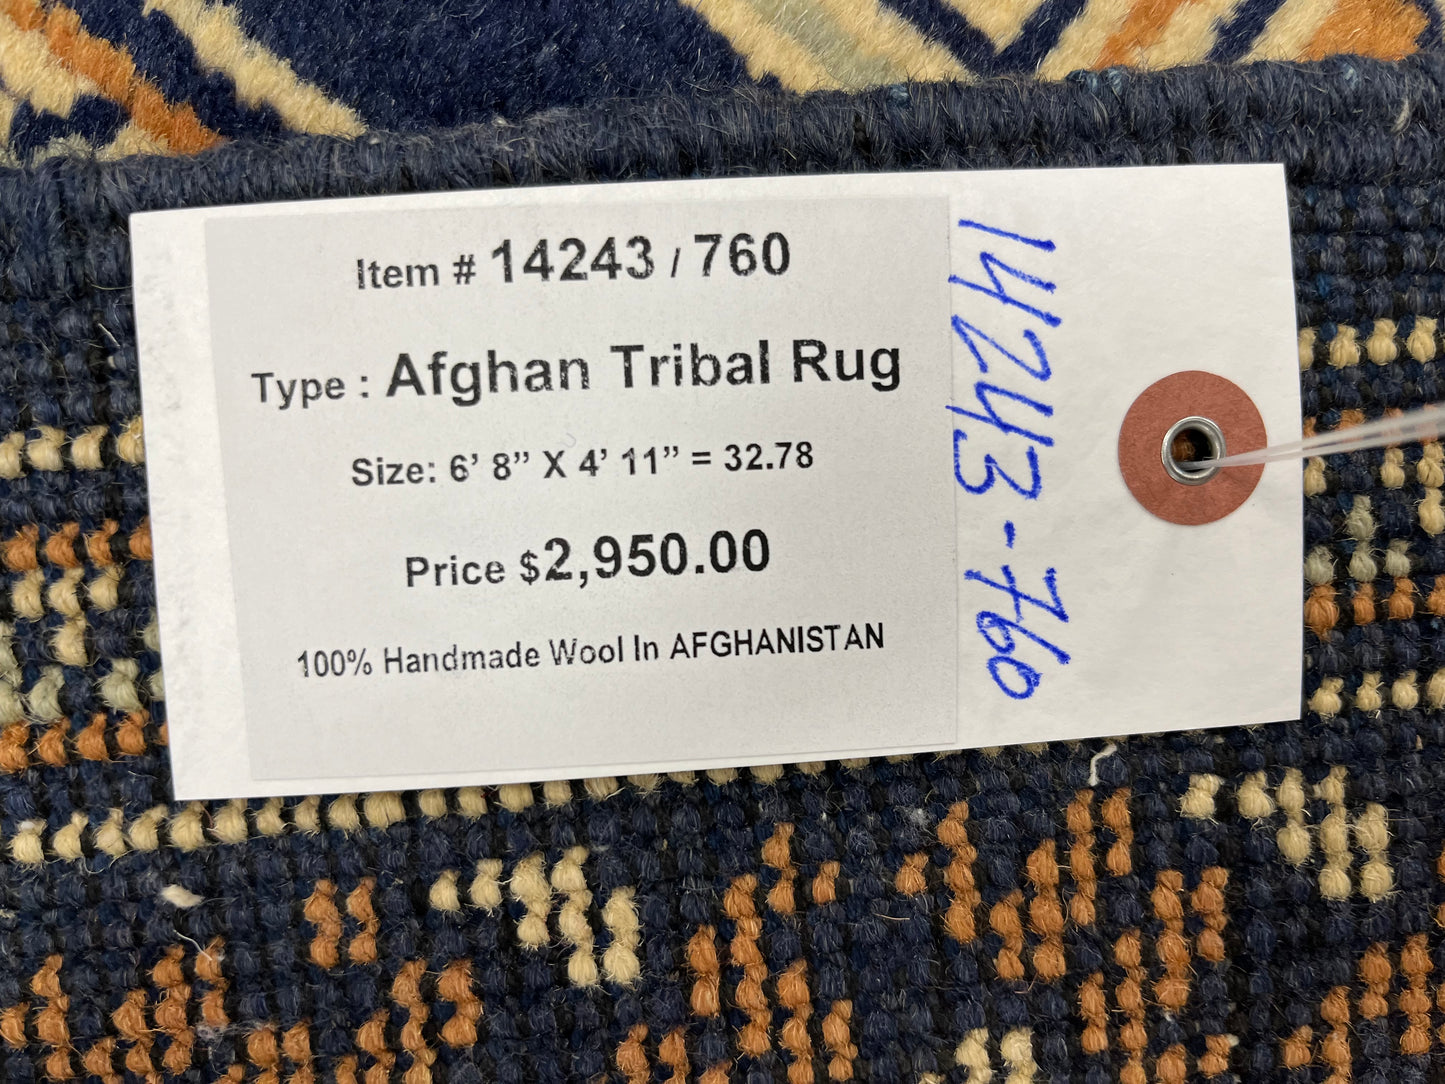 Item # 14243 / 760
Type : Afghan Tribal Rug
Size: 6’ 8” X 4’ 11” = 32.78
Price $2,950.00
100% Handmade Wool In AFGHANISTAN
14243-760